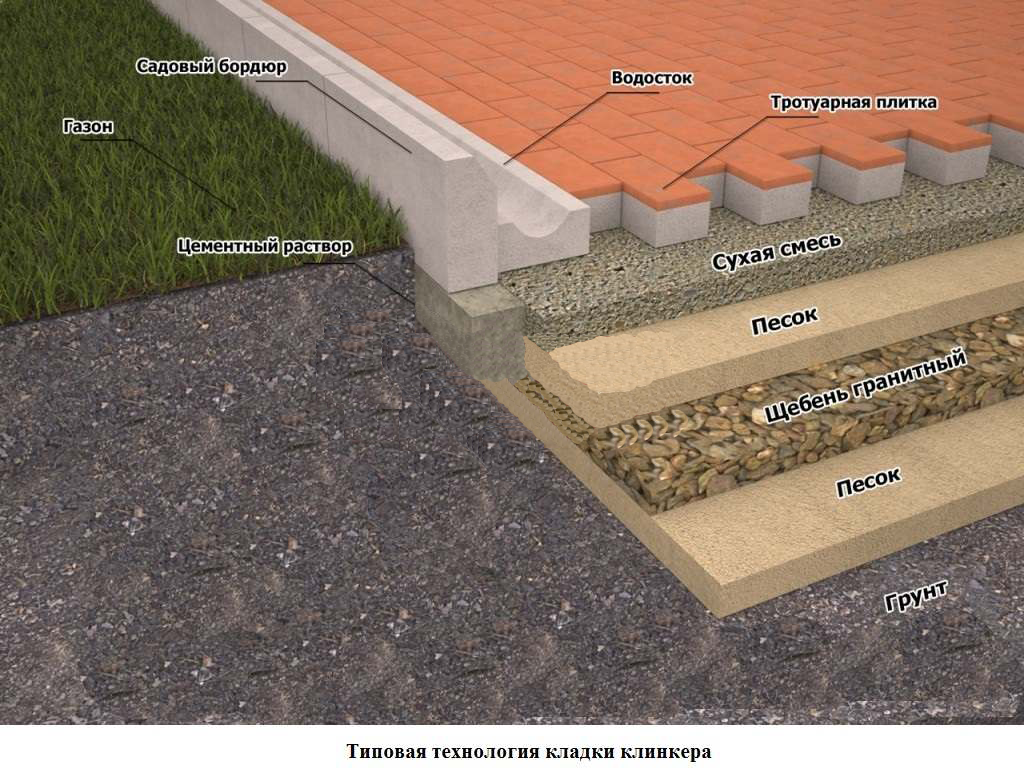 Садовый бордюр
Водосток
Тротуарная плитка
Газон
Цементный раствор
Сухая смесь
Песок
Щебень гранитный
Песок
Грунт
Типовая технология кладки клинкера